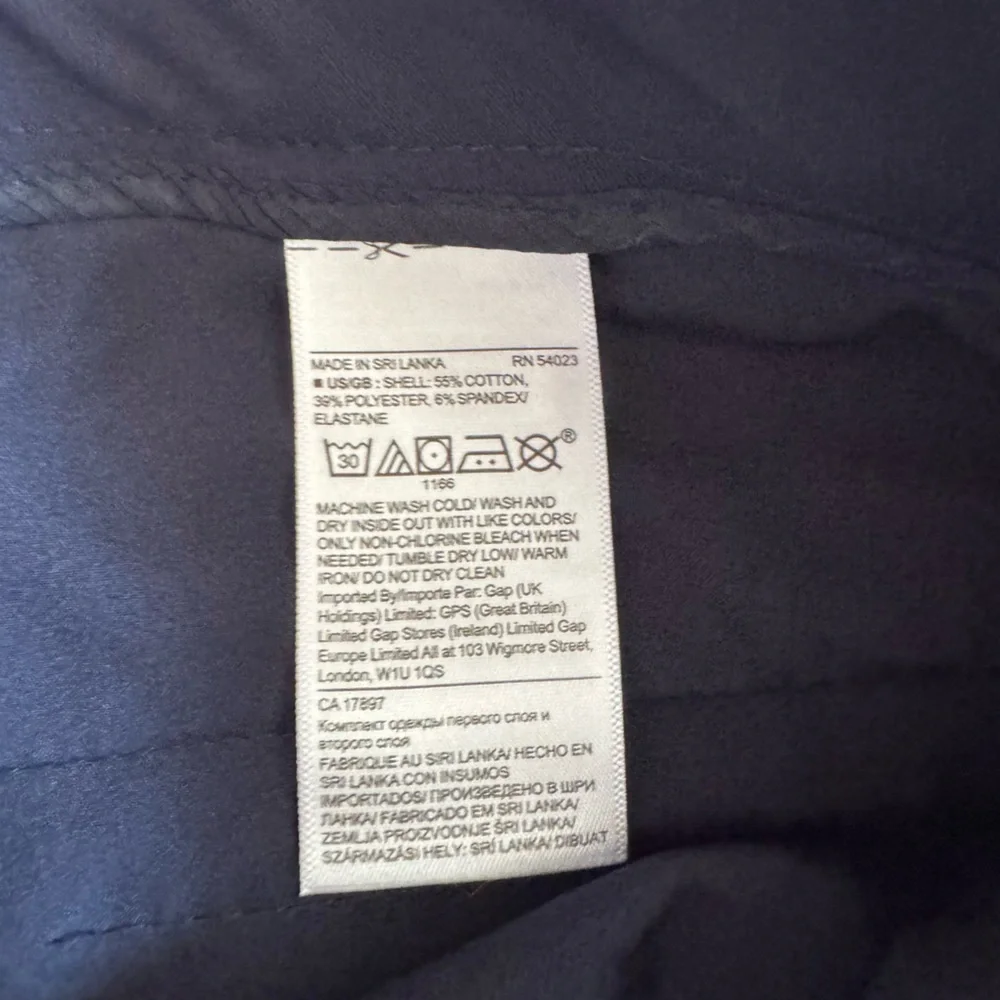 MADE IN SRI LANKA RN 54023
■ US/GB : SHELL: 55% COTTON,
39% POLYESTER, 6% SPANDEX/
ELASTANE
30
®
1166
MACHINE WASH COLD/ WASH AND
DRY INSIDE OUT WITH LIKE COLORS/
ONLY NON-CHLORINE BLEACH WHEN
NEEDED/ TUMBLE DRY LOW/ WARM
IRON/ DO NOT DRY CLEAN
Imported By/Importe Par: Gap (UK
Holdings) Limited: GPS (Great Britain)
Limited Gap Stores (Ireland) Limited Gap
Europe Limited All at 103 Wigmore Street,
London, W1U 1QS
CA 17897
Комплект одежды первого слоя и
второго слоя
FABRIQUE AU SIRI LANKA/ HECHO EN
SRI LANKA CON INSUMOS
IMPORTADOS/ ПРОИЗВЕДЕНО В ШРИ
ЛАНКА/ FABRICADO EM SRI LANKA/
ZEMLJA PROIZVODNJE ŠRI LANKA/
SZÁRMAZÁSI HELY: SRÍ LANKA/ DIBUAT